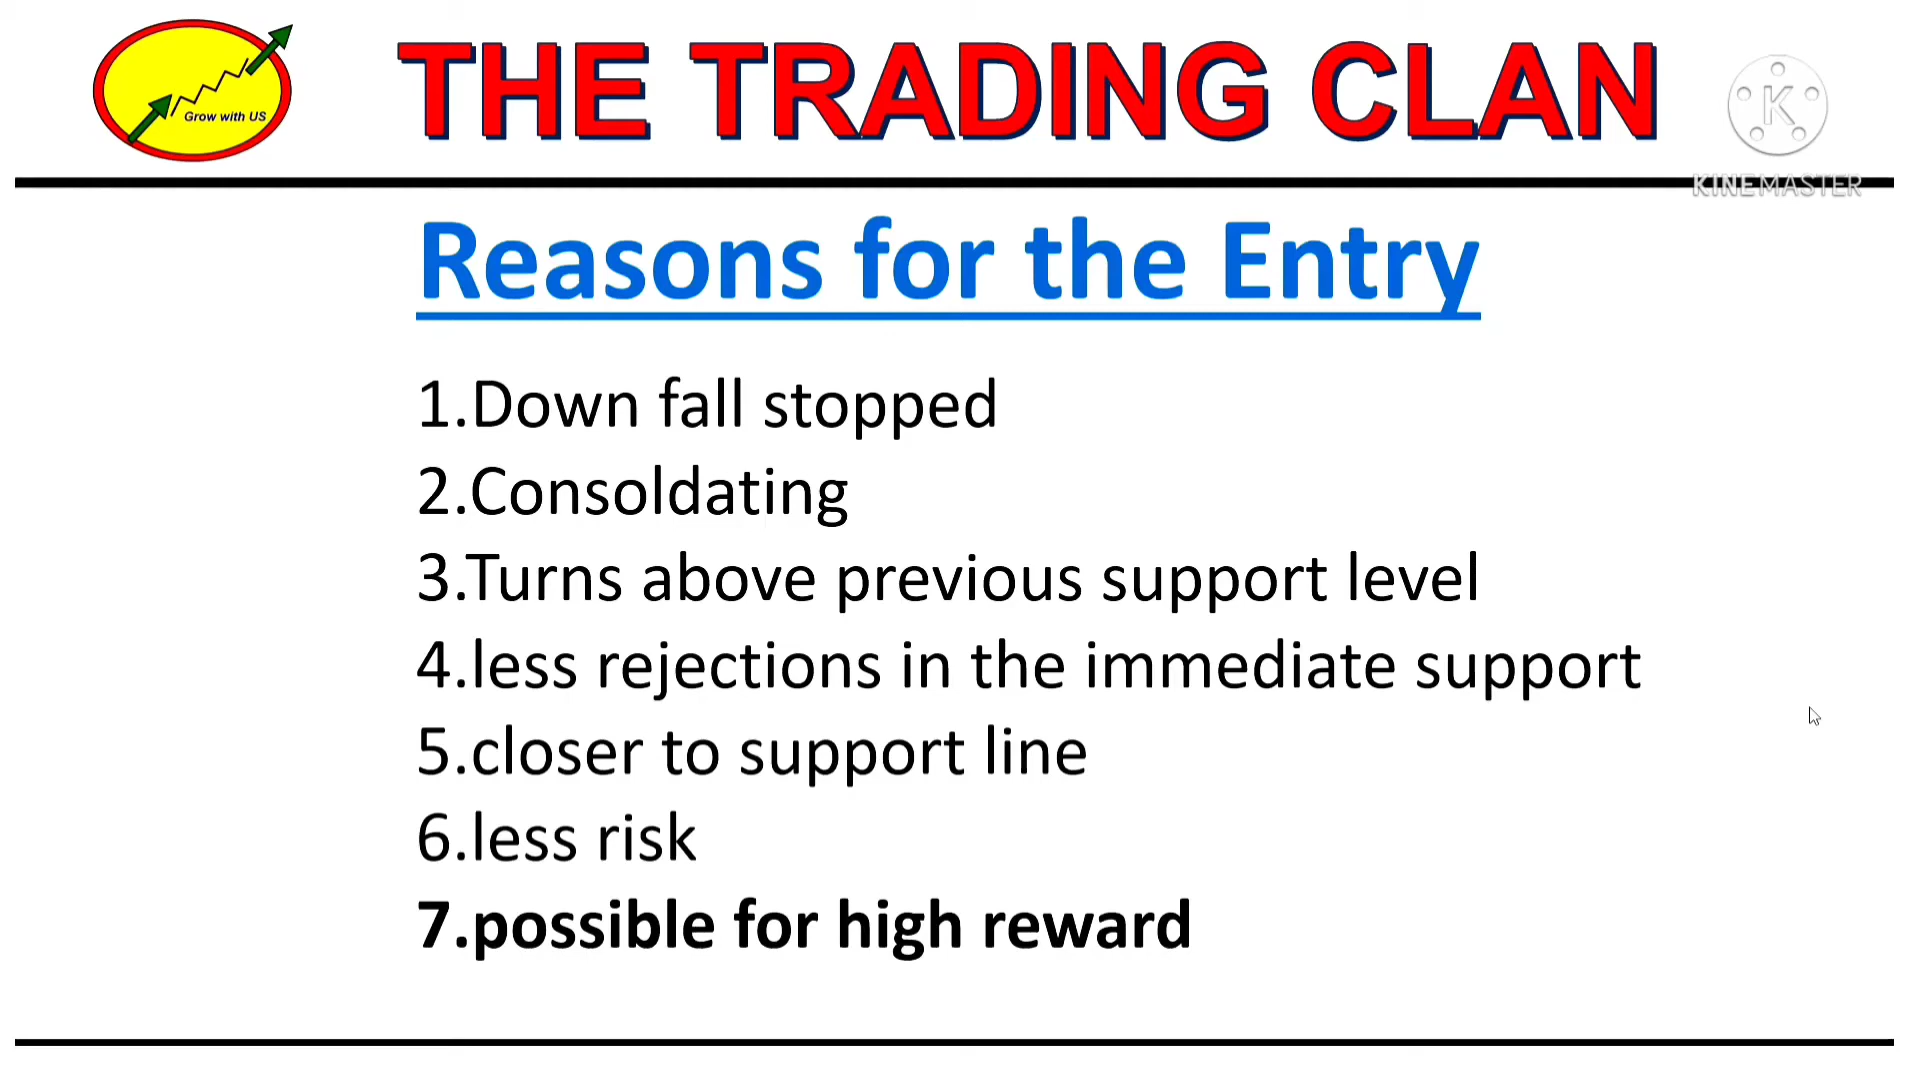 Grow with US
THE TRADING CLAN
K
KINEMASTER
Reasons for the Entry
1.Down fall stopped
2.Consoldating
3.Turns above previous support level
4.less rejections in the immediate support
5.closer to support line
6.less risk
7.possible for high reward